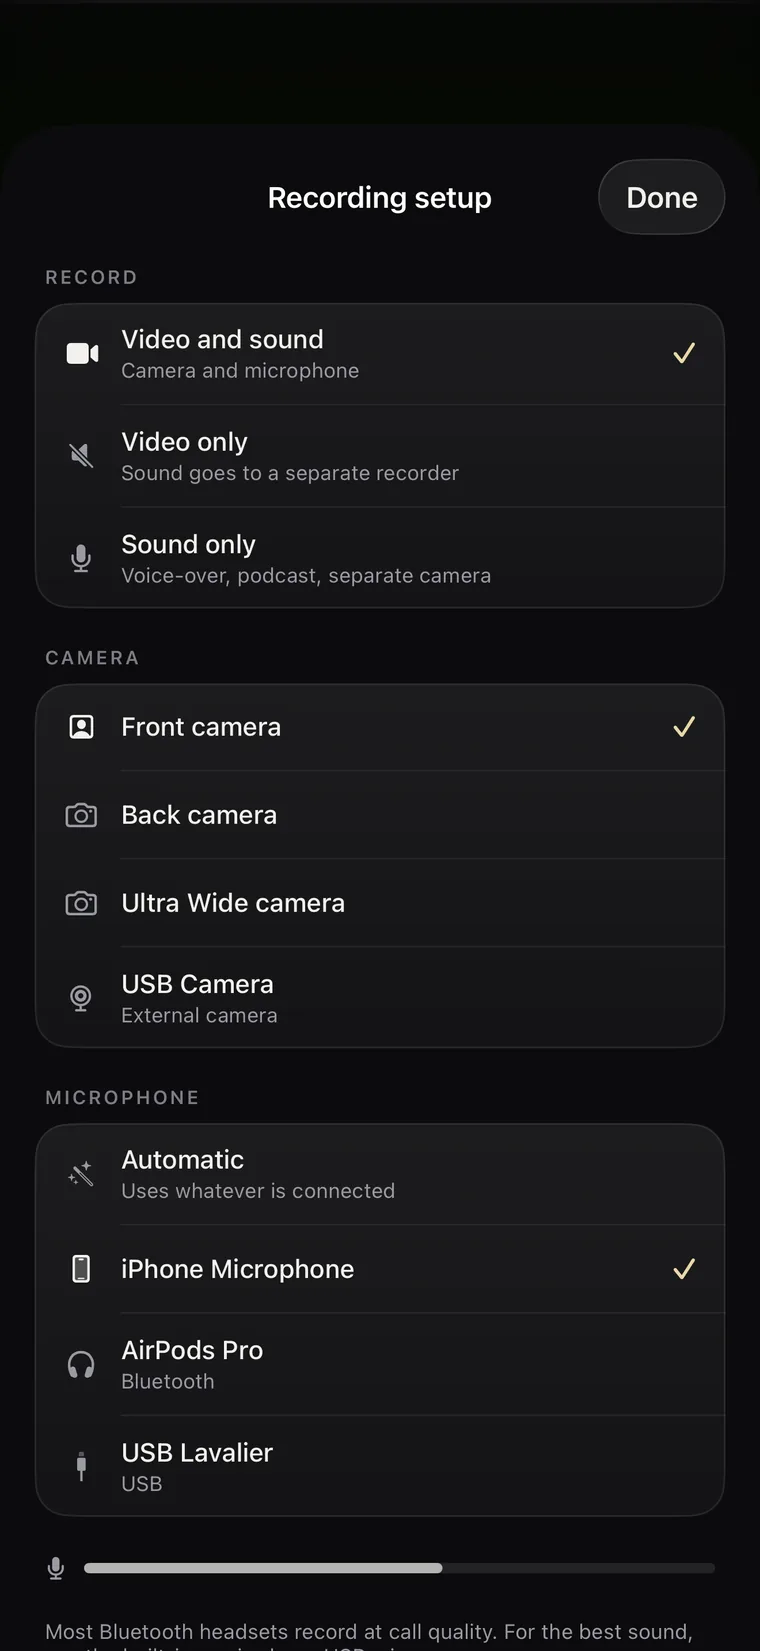 Recording setup
Done
RECORD
Video and sound
Camera and microphone
Video only
Sound goes to a separate recorder
Sound only
Voice-over, podcast, separate camera
CAMERA
Front camera
Back camera
Ultra Wide camera
USB Camera
External camera
MICROPHONE
Automatic
Uses whatever is connected
iPhone Microphone
AirPods Pro
Bluetooth
USB Lavalier
USB
Most Bluetooth headsets record at call quality. For the best sound,